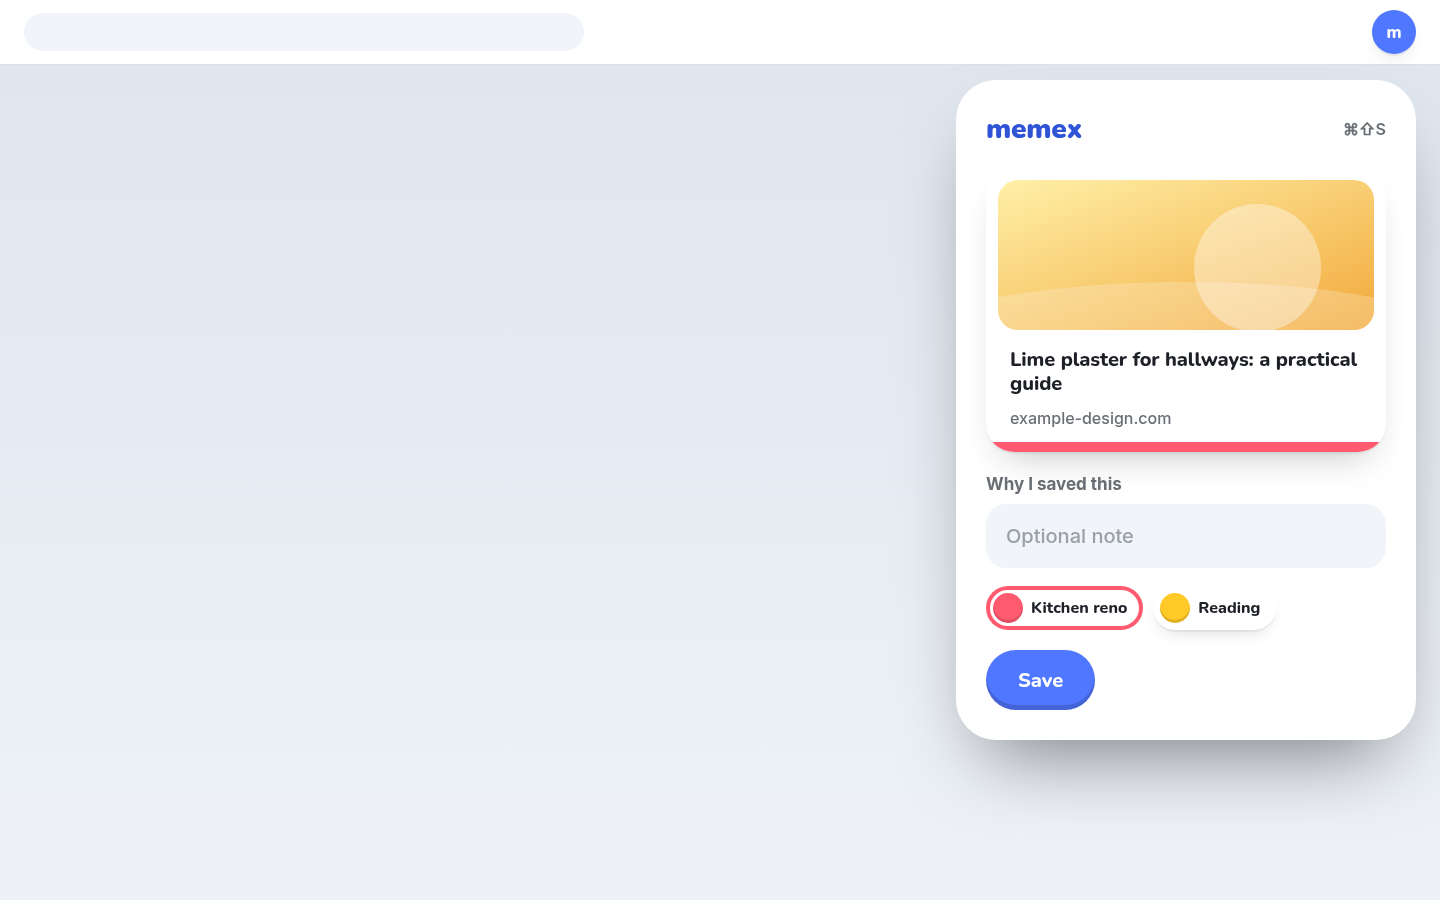 m
memex
⌘⇧S
Lime plaster for hallways: a practical
guide
example-design.com
Why I saved this
Optional note
Kitchen reno
Reading
Save